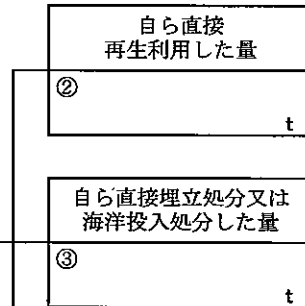 自ら直接
再生利用した量
②
t
自ら直接埋立処分又は
海洋投入処分した量
③
t